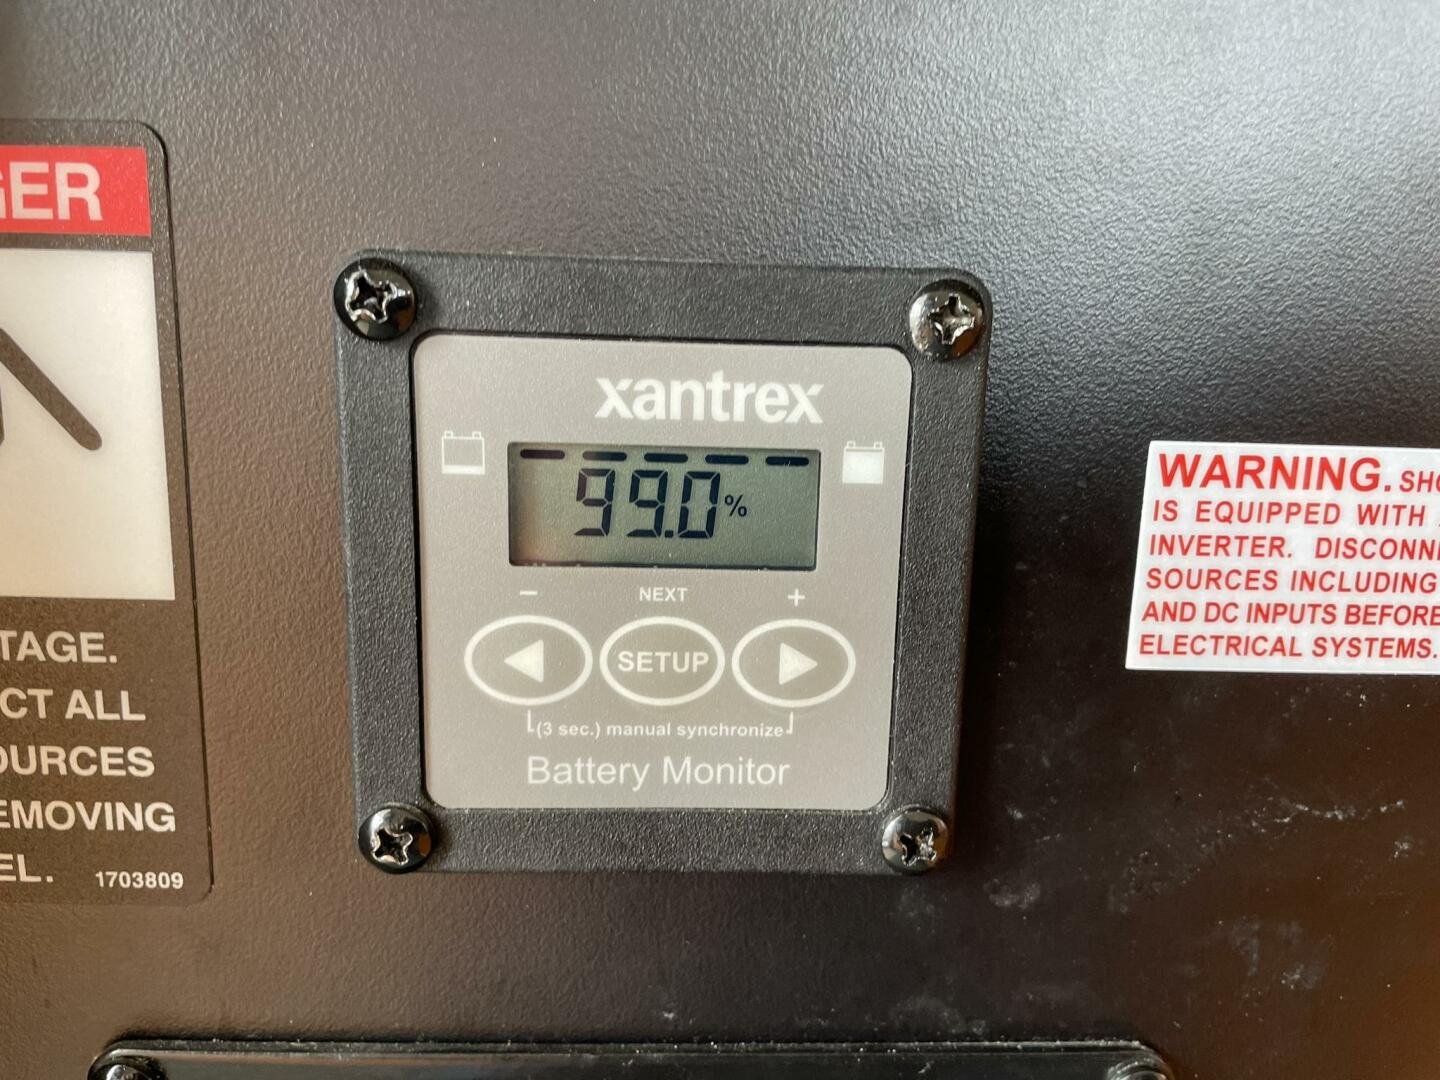 xantrex
99.0%
− NEXT +
SETUP
(3 sec.) manual synchronize
Battery Monitor
GER
TAGE.
CT ALL
OURCES
EMOVING
EL. 1703809
WARNING. SHO
IS EQUIPPED WITH
INVERTER. DISCONN
SOURCES INCLUDING
AND DC INPUTS BEFORE
ELECTRICAL SYSTEMS.